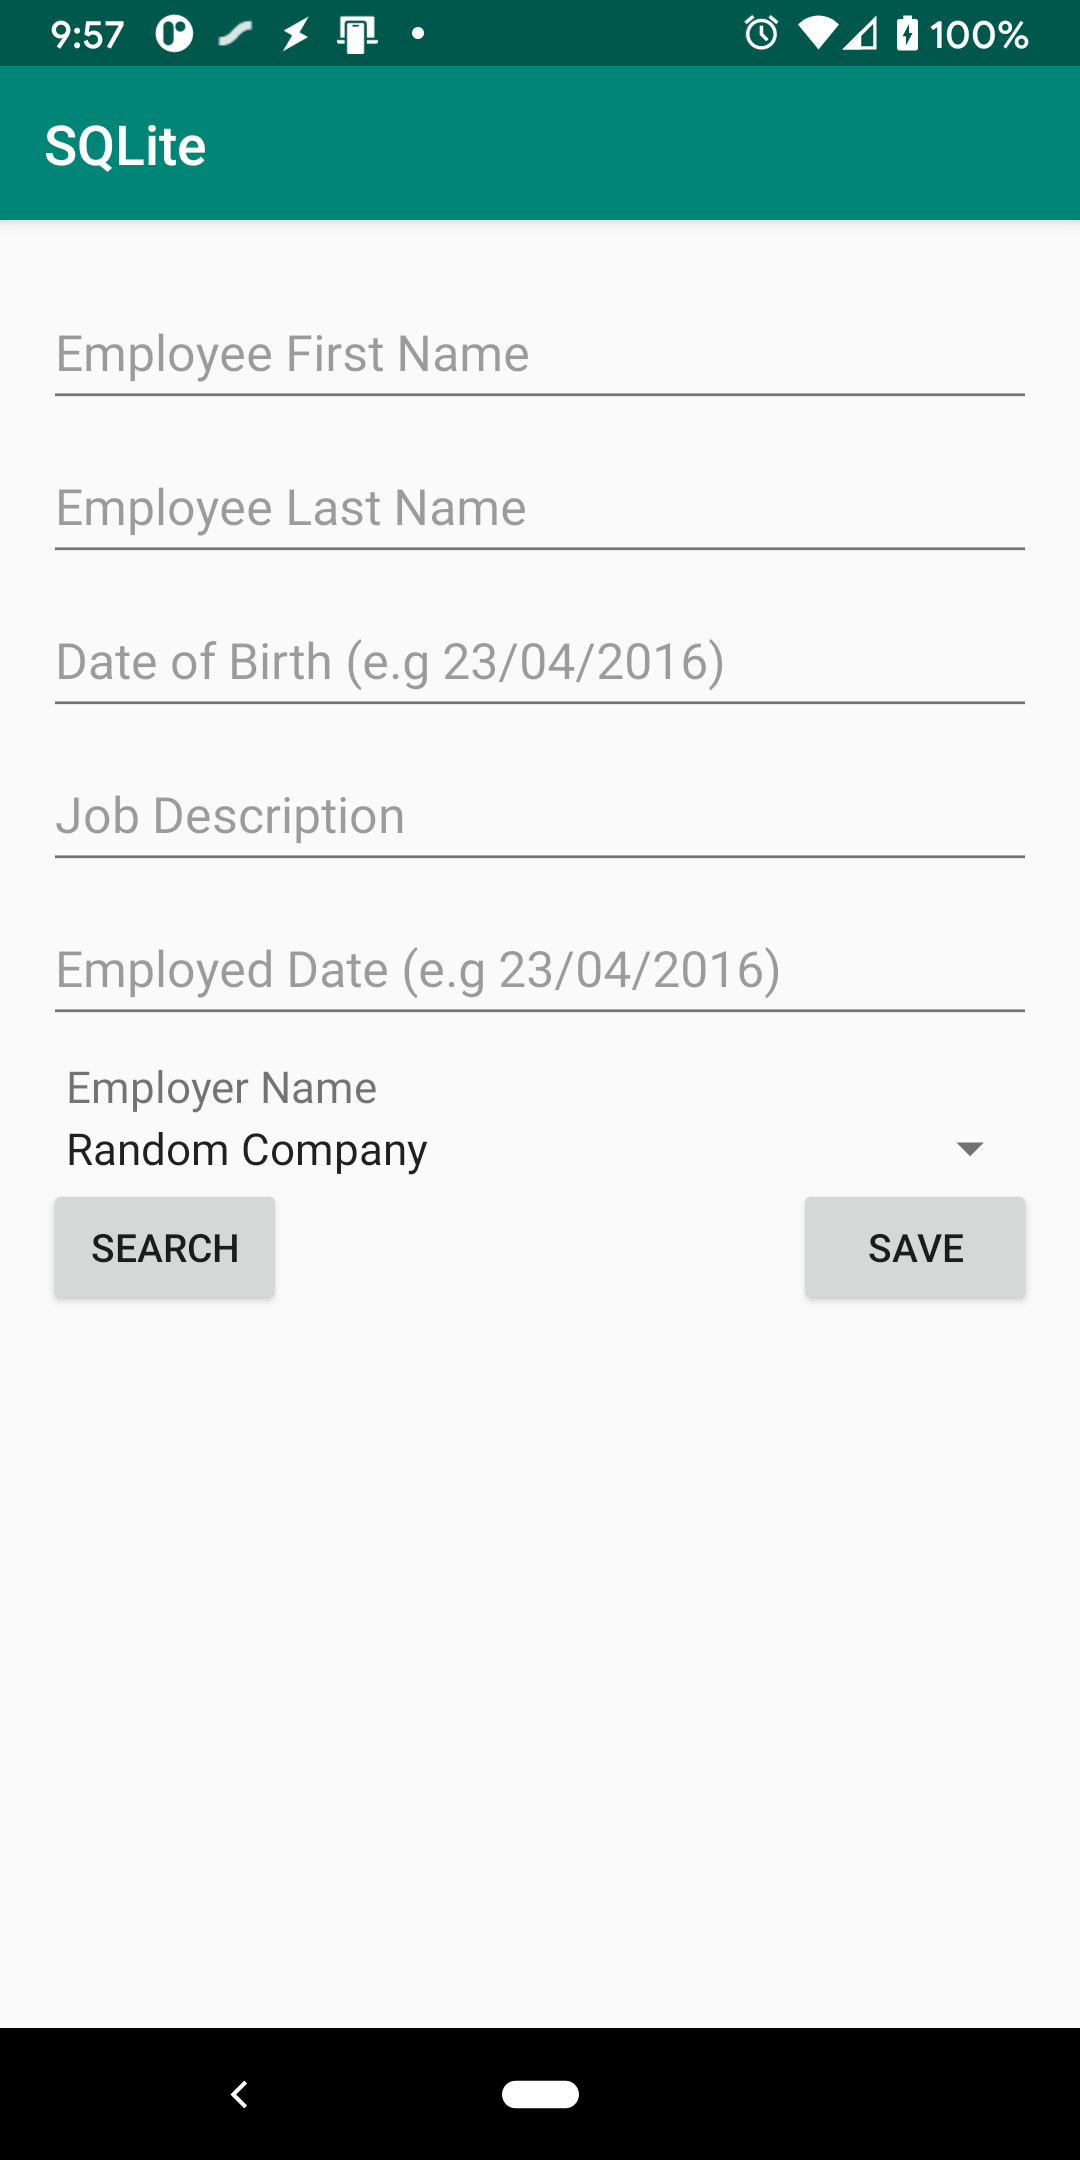 9:57 100%
SQLite
Employee First Name
Employee Last Name
Date of Birth (e.g 23/04/2016)
Job Description
Employed Date (e.g 23/04/2016)
Employer Name
Random Company
SEARCH SAVE